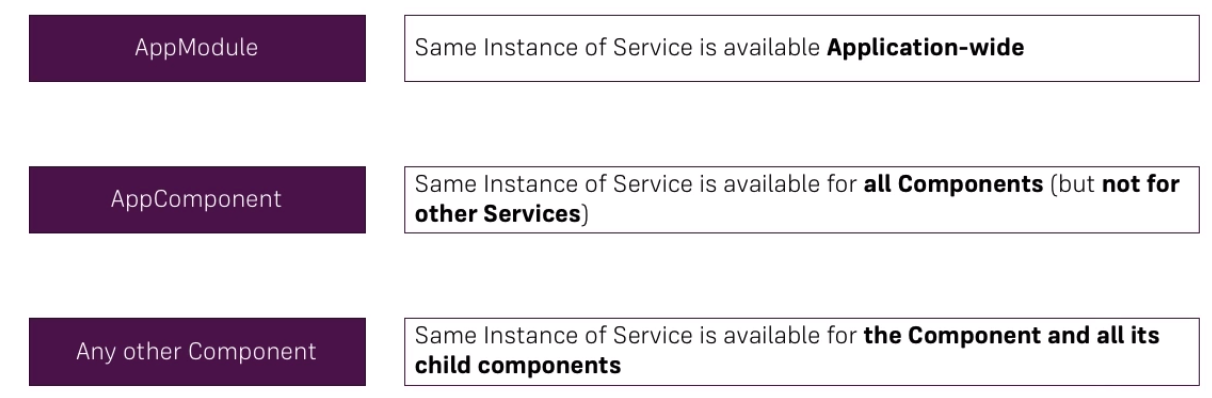 AppModule
Same Instance of Service is available Application-wide
AppComponent
Same Instance of Service is available for all Components (but not for
other Services)
Any other Component
Same Instance of Service is available for the Component and all its
child components